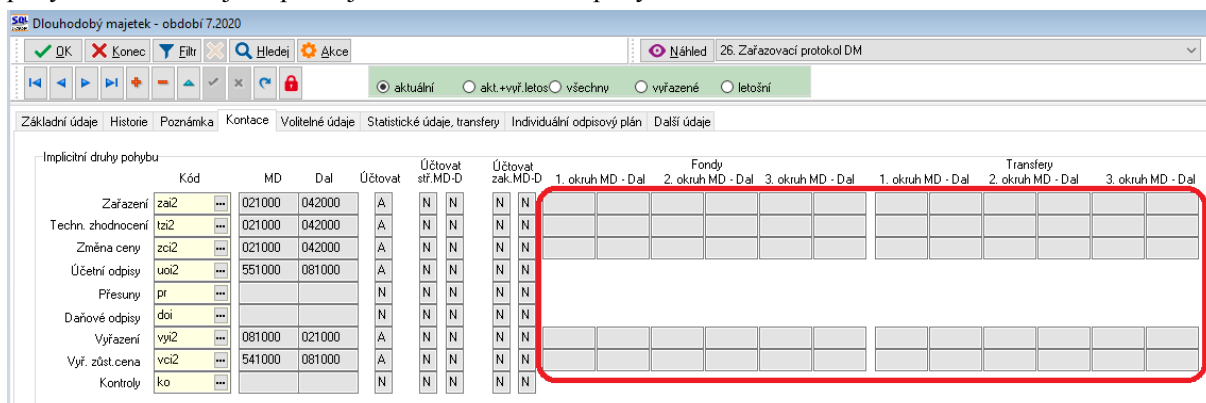 Dlouhodobý majetek - období 7.2020
OK Konec Filtr Hledej Akce Náhled 26. Zařazovací protokol DM
aktuální akt.+vyř.letos všechny vyřazené letošní
Základní údaje Historie Poznámka Kontace Volitelné údaje Statistické údaje, transfery Individuální odpisový plán Další údaje
Implicitní druhy pohybu
Kód MD Dal Účtovat Účtovat stř.MD-D Účtovat zak.MD-D Fondy Transfery
1. okruh MD - Dal 2. okruh MD - Dal 3. okruh MD - Dal 1. okruh MD - Dal 2. okruh MD - Dal 3. okruh MD - Dal
Zařazení zai2 ... 021000 042000 A N N N N
Techn. zhodnocení tzi2 ... 021000 042000 A N N N N
Změna ceny zci2 ... 021000 042000 A N N N N
Účetní odpisy uoi2 ... 551000 081000 A N N N N
Přesuny pr ... N N N N N
Daňové odpisy doi ... N N N N N
Vyřazení vyi2 ... 081000 021000 A N N N N
Vyř. zůst.cena vci2 ... 541000 081000 A N N N N
Kontroly ko ... N N N N N